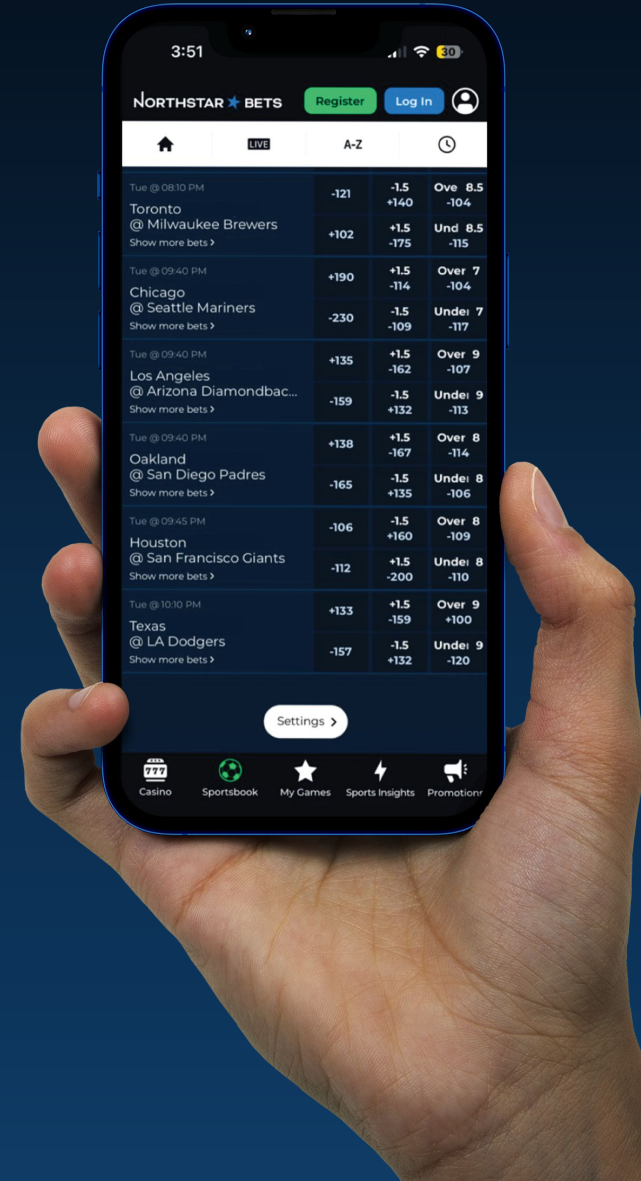 3:51
30
NORTHSTAR BETS
Register
Log In
LIVE
A-Z
Tue @ 08:10 PM
Toronto
@ Milwaukee Brewers
Show more bets
-121
-1.5
+140
Ove 8.5
-104
+102
+1.5
-175
Und 8.5
-115
Tue @ 09:40 PM
Chicago
@ Seattle Mariners
Show more bets
+190
+1.5
-114
Over 7
-104
-230
-1.5
-109
Under 7
-117
Tue @ 09:40 PM
Los Angeles
@ Arizona Diamondbac...
Show more bets
+135
+1.5
-162
Over 9
-107
-159
-1.5
+132
Under 9
-113
Tue @ 09:40 PM
Oakland
@ San Diego Padres
Show more bets
+138
+1.5
-167
Over 8
-114
-165
-1.5
+135
Under 8
-106
Tue @ 09:45 PM
Houston
@ San Francisco Giants
Show more bets
-106
-1.5
+160
Over 8
-109
-112
+1.5
-200
Under 8
-110
Tue @ 10:10 PM
Texas
@ LA Dodgers
Show more bets
+133
+1.5
-159
Over 9
+100
-157
-1.5
+132
Under 9
-120
Settings
777
Casino
Sportsbook
My Games
Sports Insights
Promotions